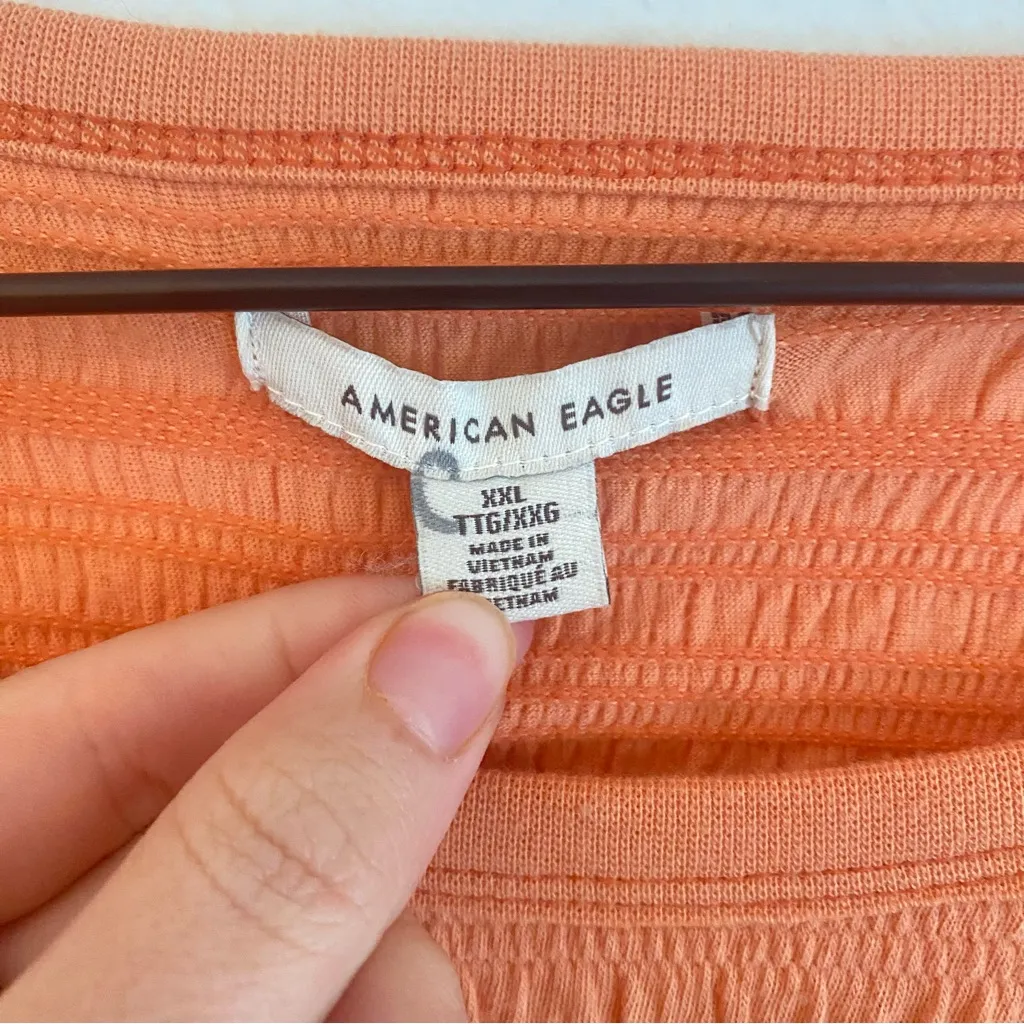 AMERICAN EAGLE
XXL
TTG/XXG
MADE IN
VIETNAM
FABRIQUÉ AU
VIETNAM